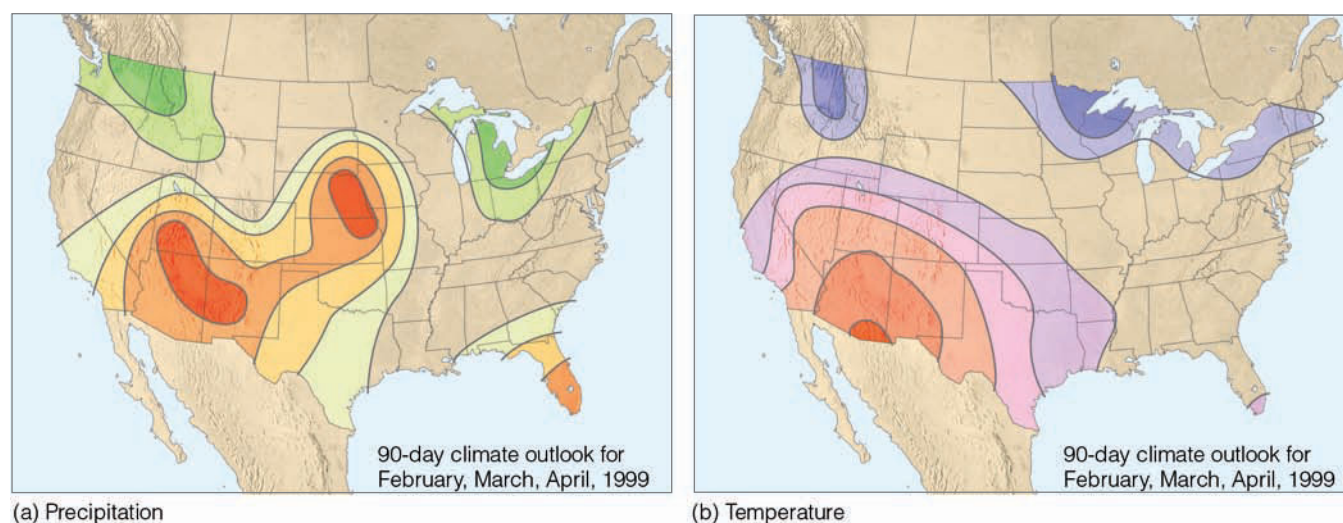 90-day climate outlook for
February, March, April, 1999
(a) Precipitation
90-day climate outlook for
February, March, April, 1999
(b) Temperature